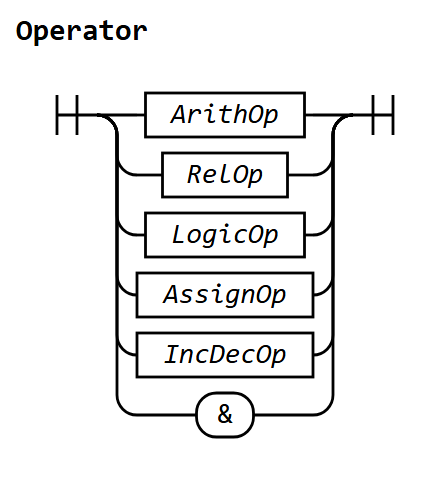 Operator
ArithOp
RelOp
LogicOp
AssignOp
IncDecOp
&